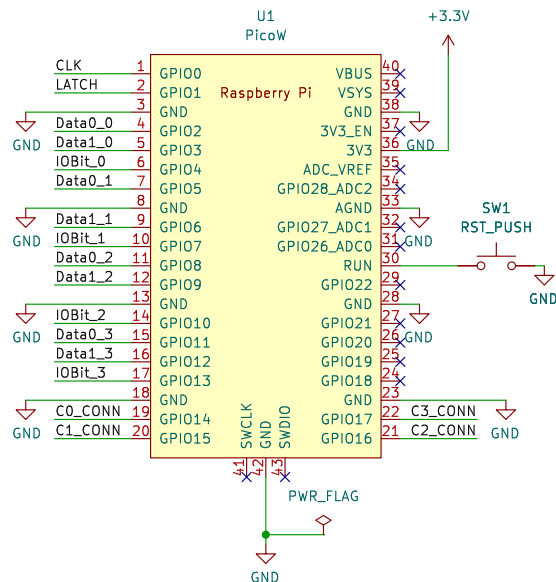 U1
PicoW
+3.3V
Raspberry Pi
CLK 1 GPIO0 VBUS 40
LATCH 2 GPIO1 VSYS 39
GND 3 GND GND 38 GND
Data0_0 4 GPIO2 3V3_EN 37
Data1_0 5 GPIO3 3V3 36
IOBit_0 6 GPIO4 ADC_VREF 35
Data0_1 7 GPIO5 GPIO28_ADC2 34
GND 8 GND AGND 33 GND
Data1_1 9 GPIO6 GPIO27_ADC1 32
IOBit_1 10 GPIO7 GPIO26_ADC0 31
SW1
RST_PUSH
Data0_2 11 GPIO8 RUN 30 GND
Data1_2 12 GPIO9 GPIO22 29
GND 13 GND GND 28 GND
IOBit_2 14 GPIO10 GPIO21 27
Data0_3 15 GPIO11 GPIO20 26
Data1_3 16 GPIO12 GPIO19 25
IOBit_3 17 GPIO13 GPIO18 24
GND 18 GND GND 23 GND
C0_CONN 19 GPIO14 GPIO17 22 C3_CONN
C1_CONN 20 GPIO15 GPIO16 21 C2_CONN
SWCLK GND SWDIO
41 42 43
PWR_FLAG
GND